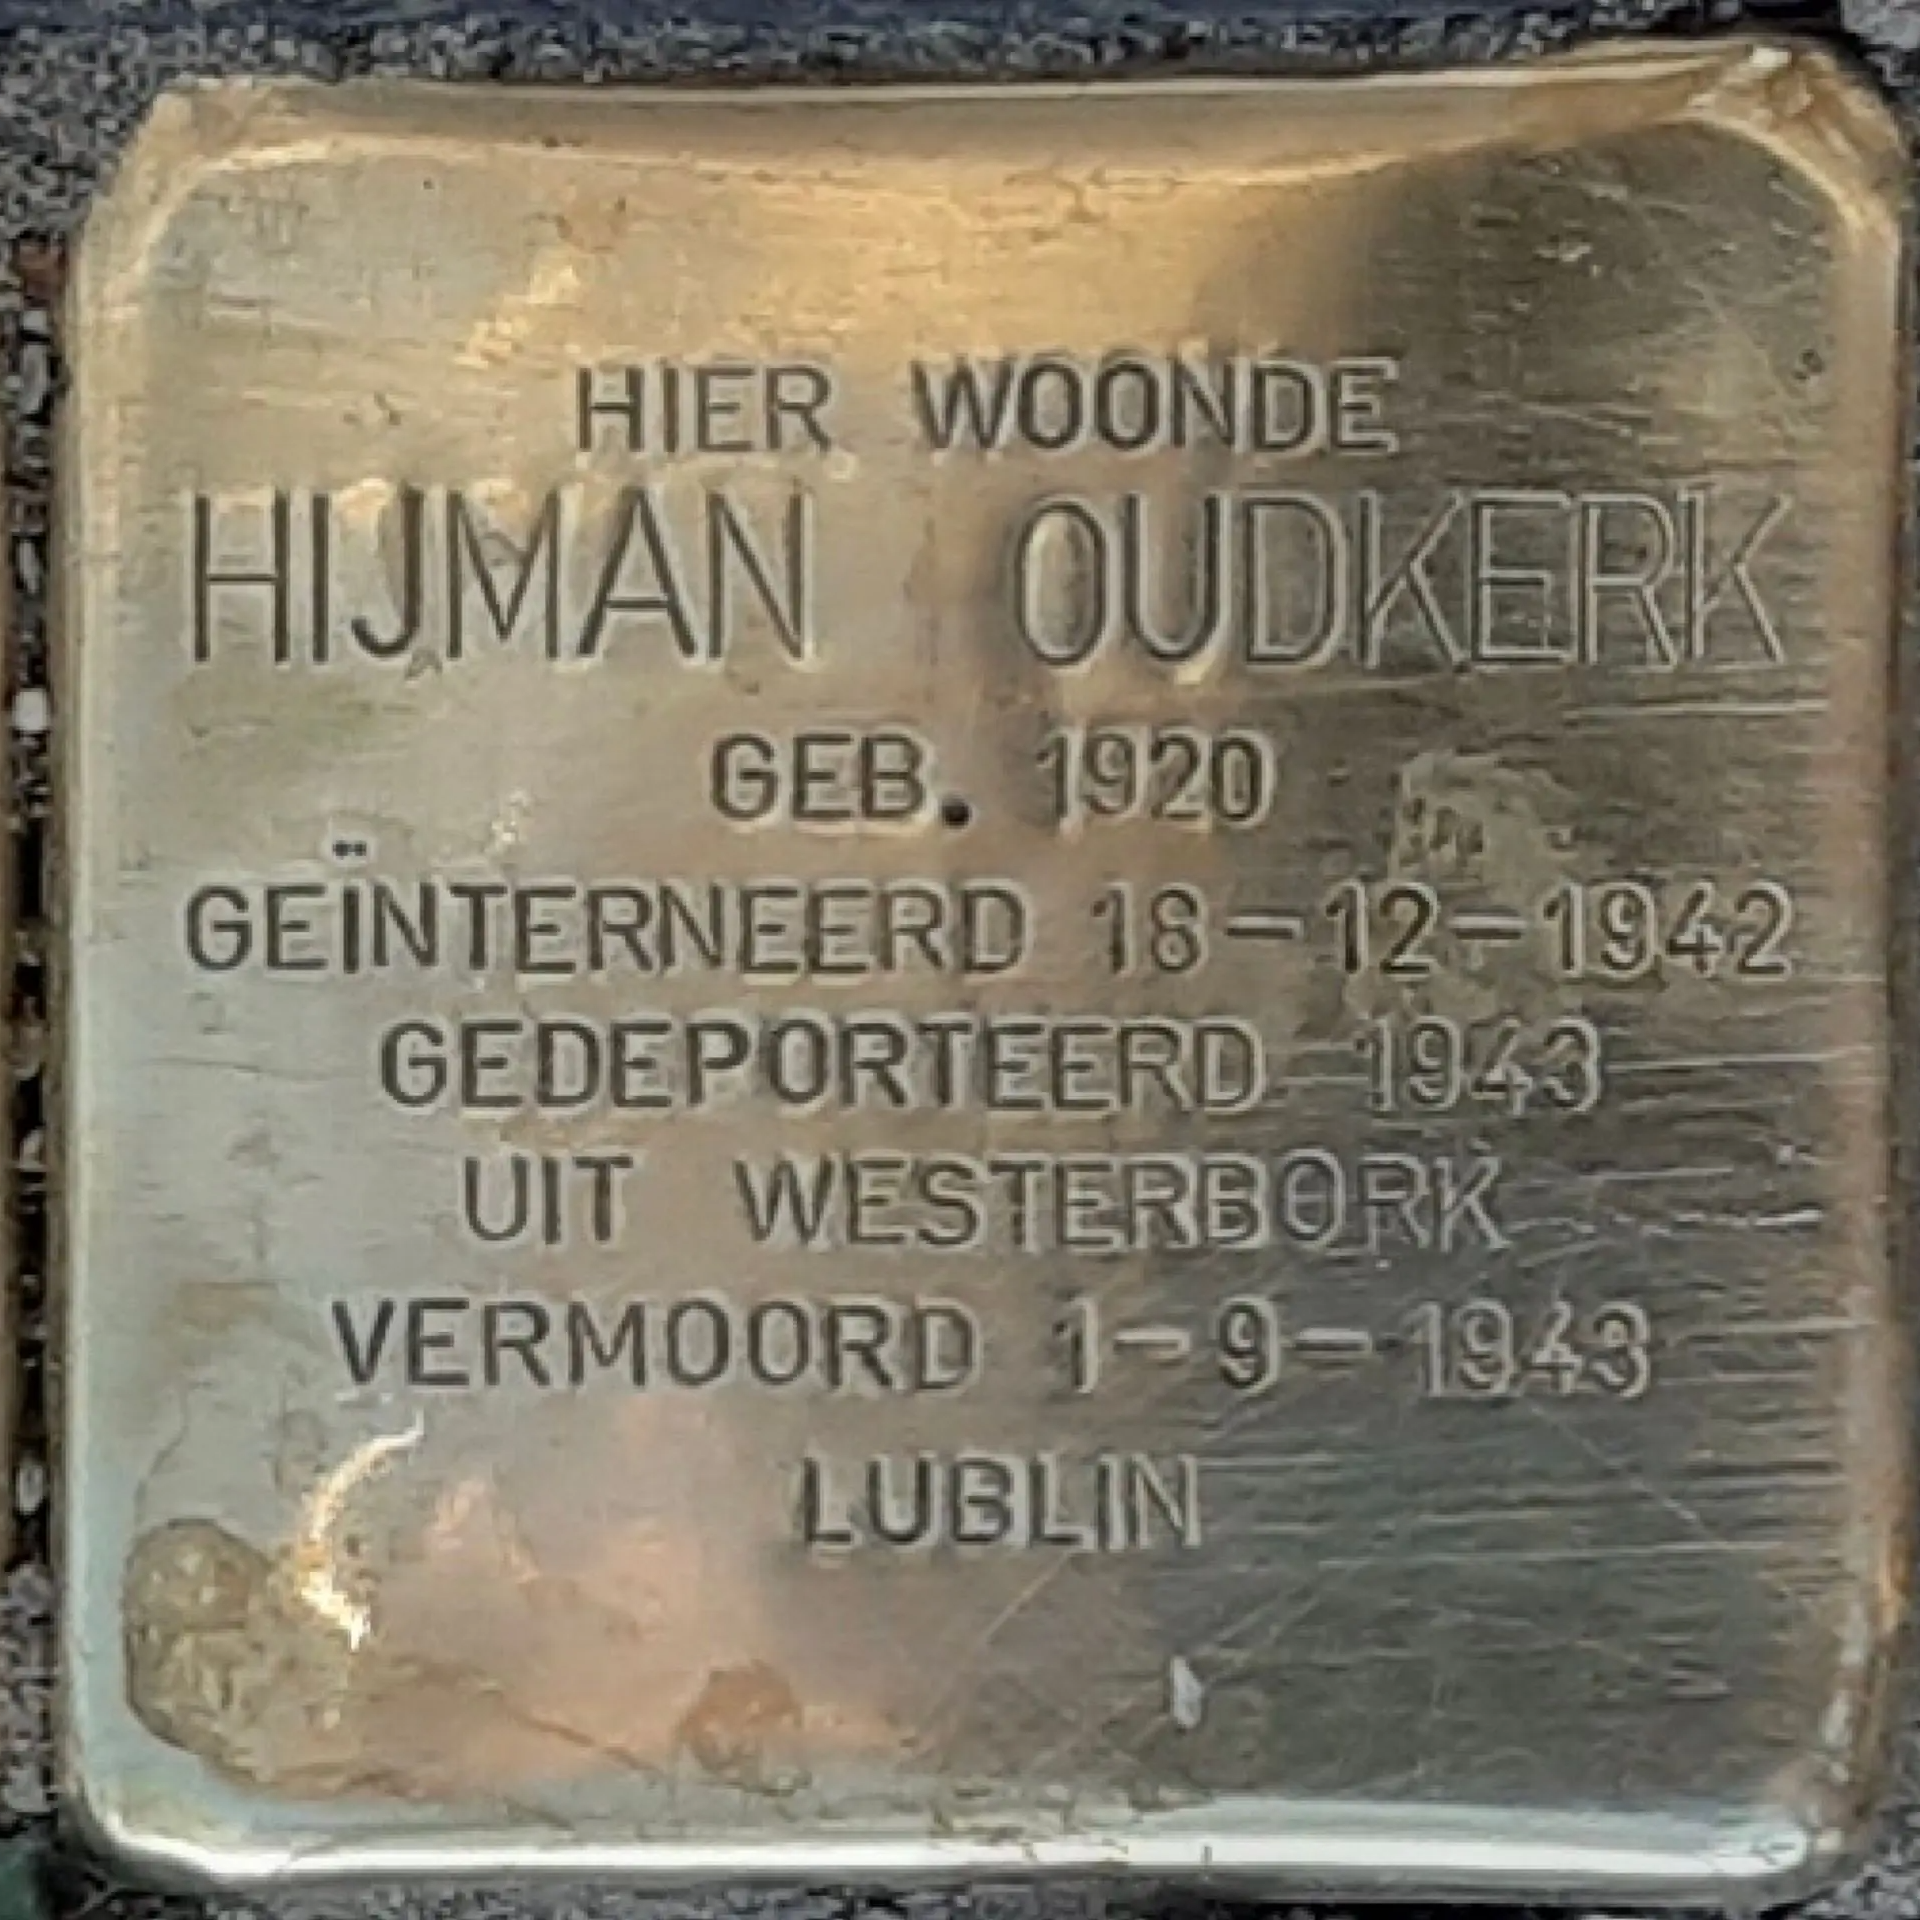 HIER WOONDE
HIJMAN OUDKERK
GEB. 1920
GEÏNTERNEERD 18-12-1942
GEDEPORTEERD 1943
UIT WESTERBORK
VERMOORD 1-9-1943
LUBLIN